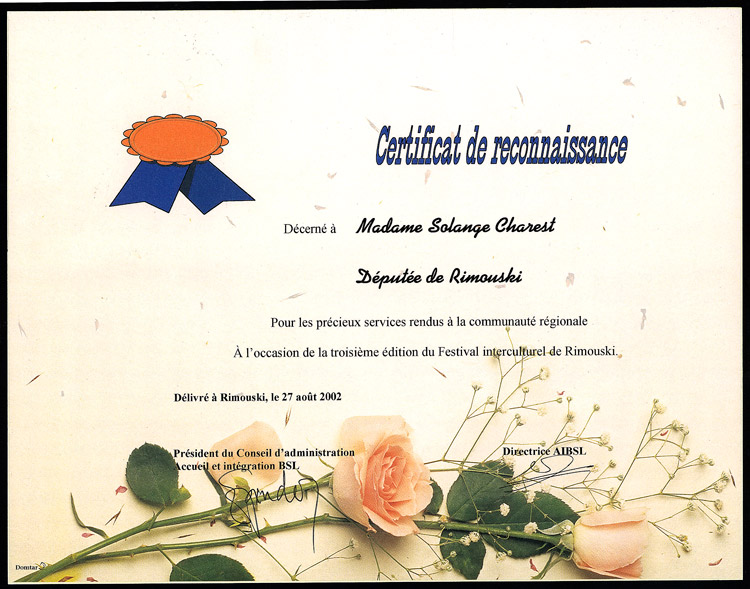 Certificat de reconnaissance
Décerné à Madame Solange Charest
Députée de Rimouski
Pour les précieux services rendus à la communauté régionale
À l'occasion de la troisième édition du Festival interculturel de Rimouski.
Délivré à Rimouski, le 27 août 2002
Président du Conseil d'administration
Accueil et intégration BSL
Directrice AIBSL
Domtar